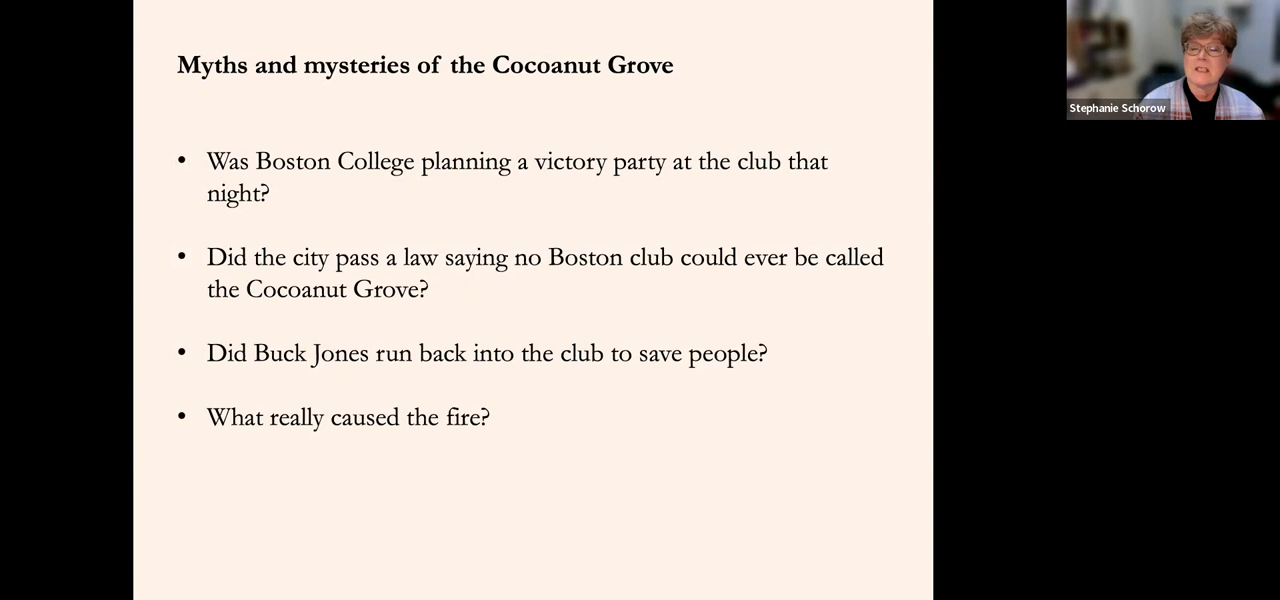 Myths and mysteries of the Cocoanut Grove
Stephanie Schorow
• Was Boston College planning a victory party at the club that
night?
• Did the city pass a law saying no Boston club could ever be called
the Cocoanut Grove?
• Did Buck Jones run back into the club to save people?
• What really caused the fire?